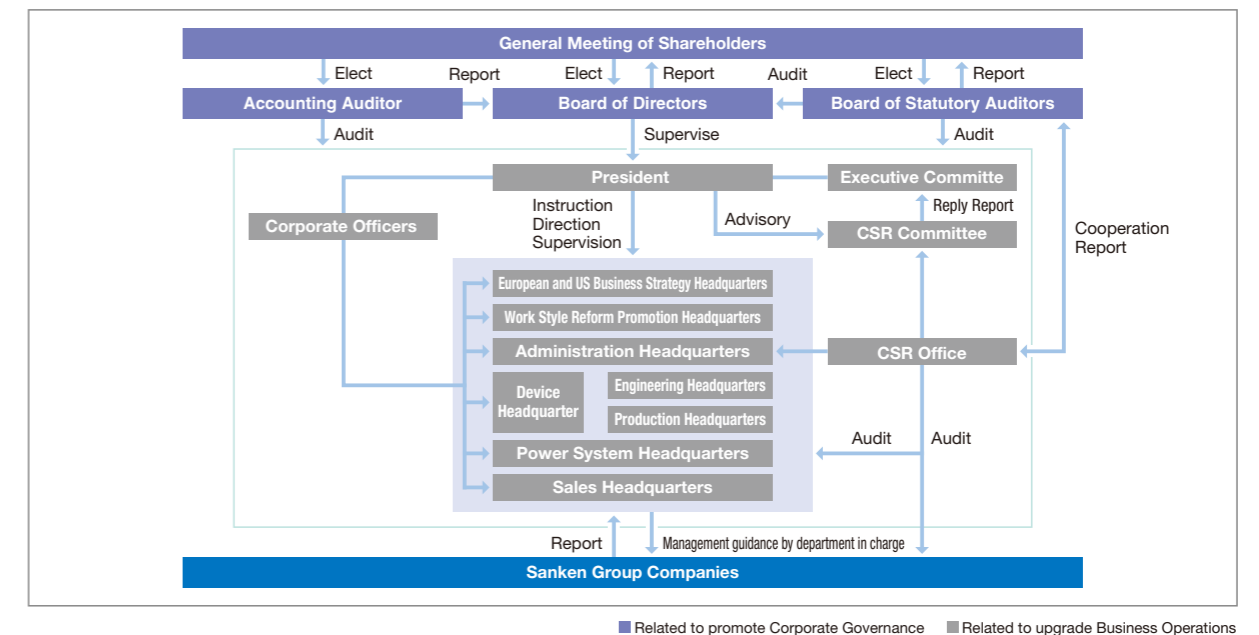 General Meeting of Shareholders
Elect
Report
Elect
Report
Audit
Elect
Report
Accounting Auditor
Board of Directors
Board of Statutory Auditors
Audit
Supervise
Audit
President
Executive Committe
Instruction
Direction
Supervision
Advisory
Reply Report
Corporate Officers
CSR Committee
Cooperation
Report
European and US Business Strategy Headquarters
Work Style Reform Promotion Headquarters
Administration Headquarters
CSR Office
Device
Headquarter
Engineering Headquarters
Production Headquarters
Audit
Audit
Power System Headquarters
Sales Headquarters
Report
Management guidance by department in charge
Sanken Group Companies
Related to promote Corporate Governance
Related to upgrade Business Operations